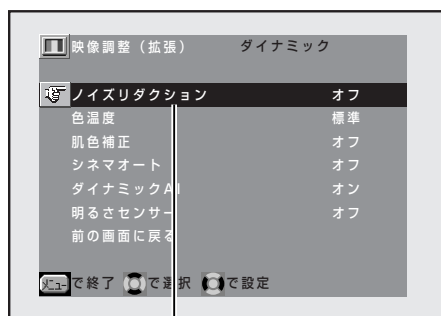 映像調整（拡張） ダイナミック
ノイズリダクション オフ
色温度 標準
肌色補正 オフ
シネマオート オフ
ダイナミックAI オン
明るさセンサー オフ
前の画面に戻る
メニューで終了 で選択 で設定